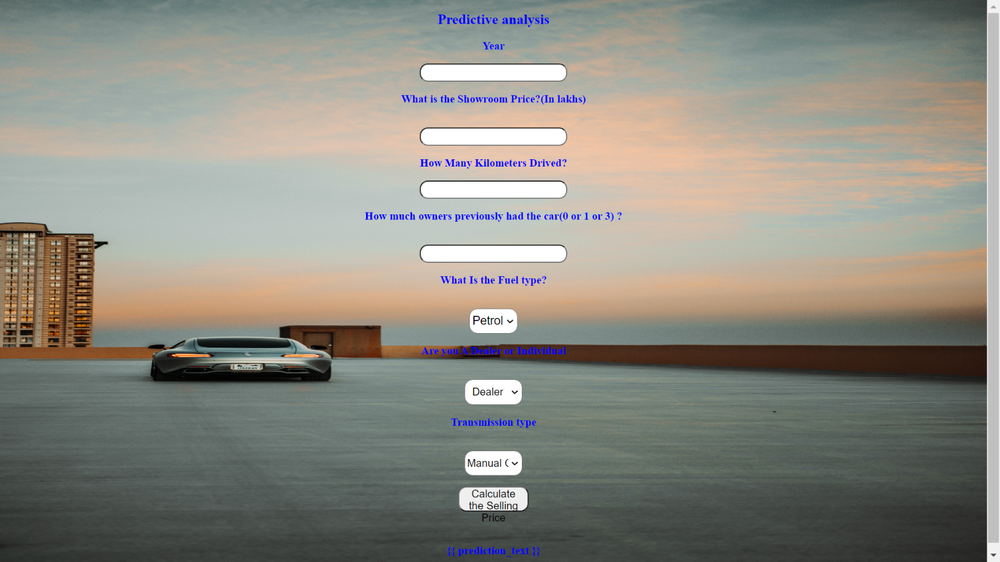 Predictive analysis
Year
What is the Showroom Price?(In lakhs)
How Many Kilometers Drived?
How much owners previously had the car(0 or 1 or 3) ?
What Is the Fuel type?
Petrol
Are you A Dealer or Individual
Dealer
Transmission type
Manual
Calculate
the Selling
Price
{{ prediction_text }}